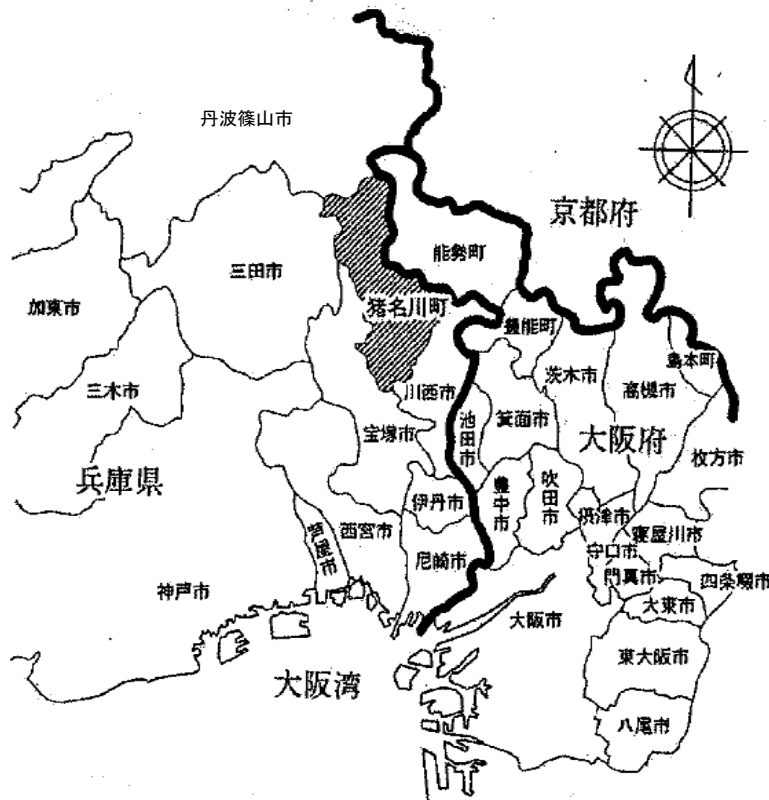 丹波篠山市
京都府
能勢町
三田市
加東市
猪名川町
豊能町
島本町
茨木市
高槻市
三木市
川西市
池田市
箕面市
宝塚市
大阪府
枚方市
兵庫県
伊丹市
豊中市
吹田市
摂津市
寝屋川市
西宮市
芦屋市
尼崎市
守口市
門真市
四条畷市
神戸市
大東市
大阪市
東大阪市
大阪湾
八尾市